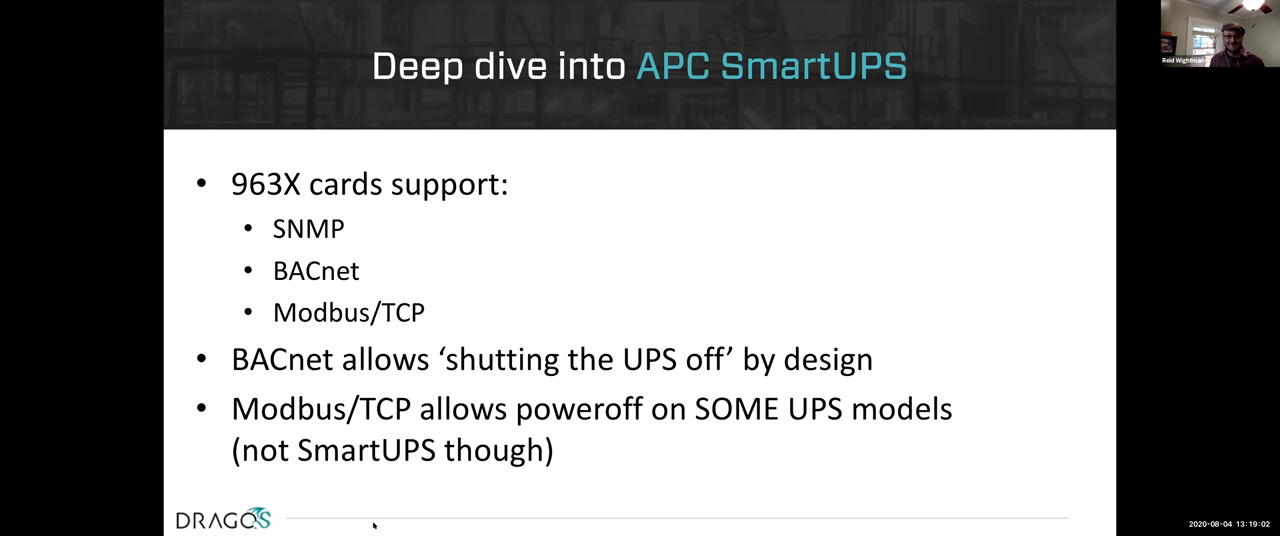 Deep dive into APC SmartUPS
Reid Wightman
• 963X cards support:
• SNMP
• BACnet
• Modbus/TCP
• BACnet allows ‘shutting the UPS off’ by design
• Modbus/TCP allows poweroff on SOME UPS models
(not SmartUPS though)
DRAGOS
2020-08-04 13:19:02